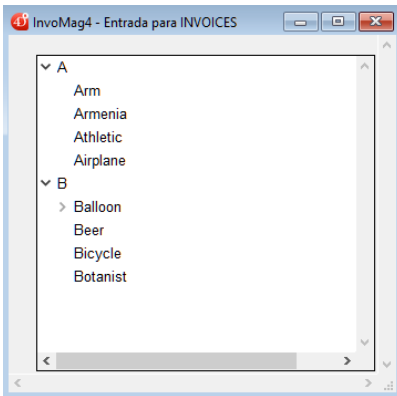 InvoMag4 - Entrada para INVOICES
A
Arm
Armenia
Athletic
Airplane
B
Balloon
Beer
Bicycle
Botanist